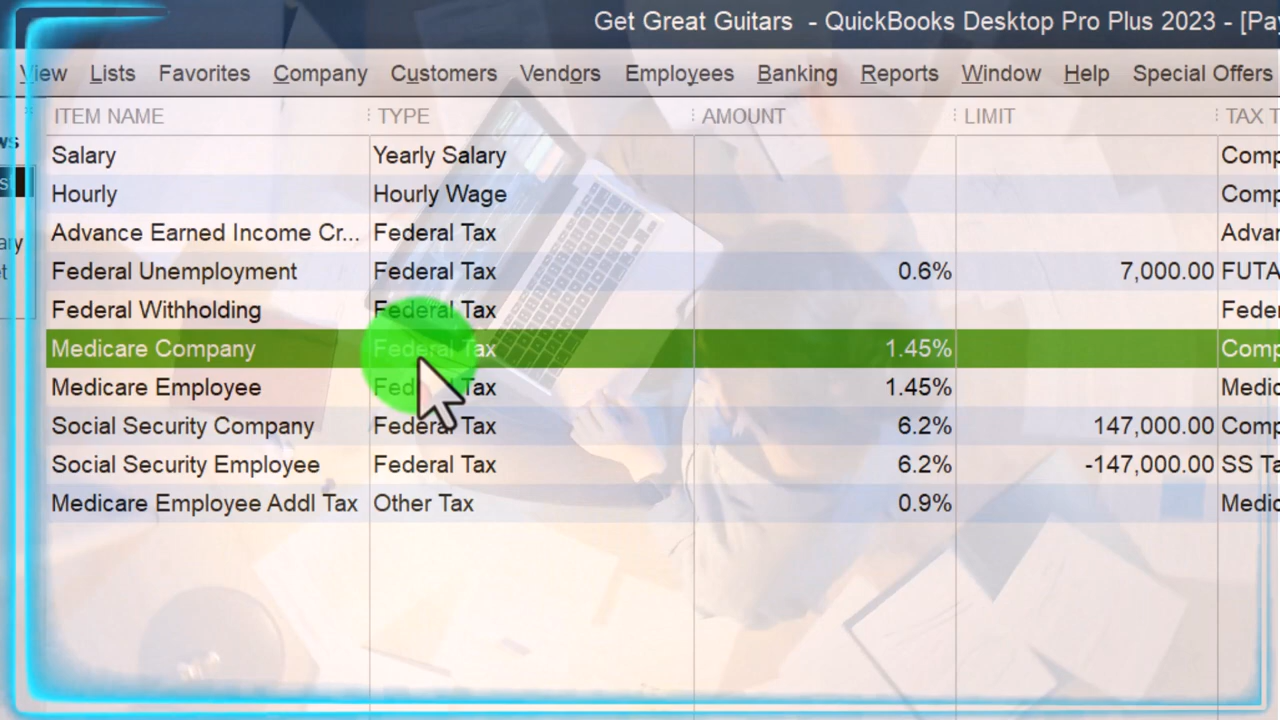 Get Great Guitars - QuickBooks Desktop Pro Plus 2023 - [Pay
View Lists Favorites Company Customers Vendors Employees Banking Reports Window Help Special Offers
ITEM NAME TYPE AMOUNT LIMIT TAX T
Salary Yearly Salary Comp
Hourly Hourly Wage Comp
Advance Earned Income Cr... Federal Tax Advan
Federal Unemployment Federal Tax 0.6% 7,000.00 FUTA
Federal Withholding Federal Tax Feder
Medicare Company Federal Tax 1.45% Comp
Medicare Employee Federal Tax 1.45% Medic
Social Security Company Federal Tax 6.2% 147,000.00 Comp
Social Security Employee Federal Tax 6.2% -147,000.00 SS Ta
Medicare Employee Addl Tax Other Tax 0.9% Medic